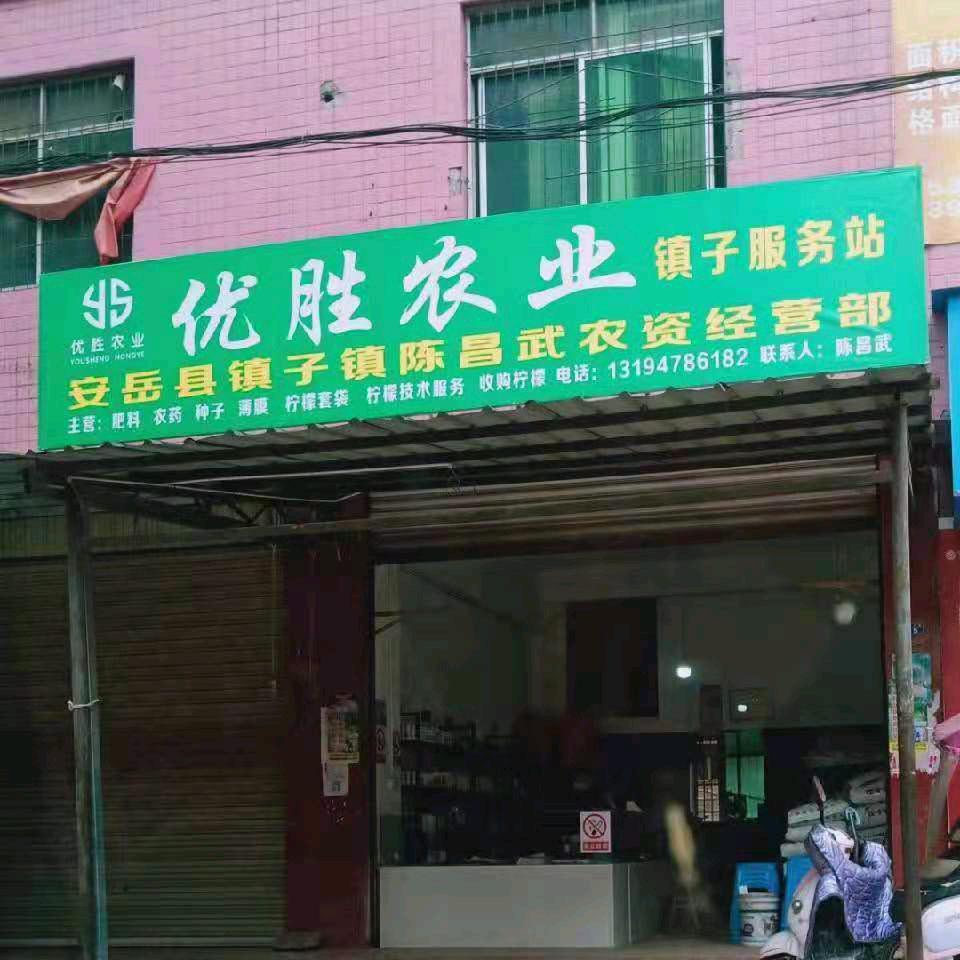 YS
优胜农业
YOUSHENG NONGYE
优胜农业
镇子服务站
安岳县镇子镇陈昌武农资经营部
主营：肥料 农药 种子 薄膜 柠檬套袋 柠檬技术服务 收购柠檬 电话：13194786182 联系人：陈昌武
面积